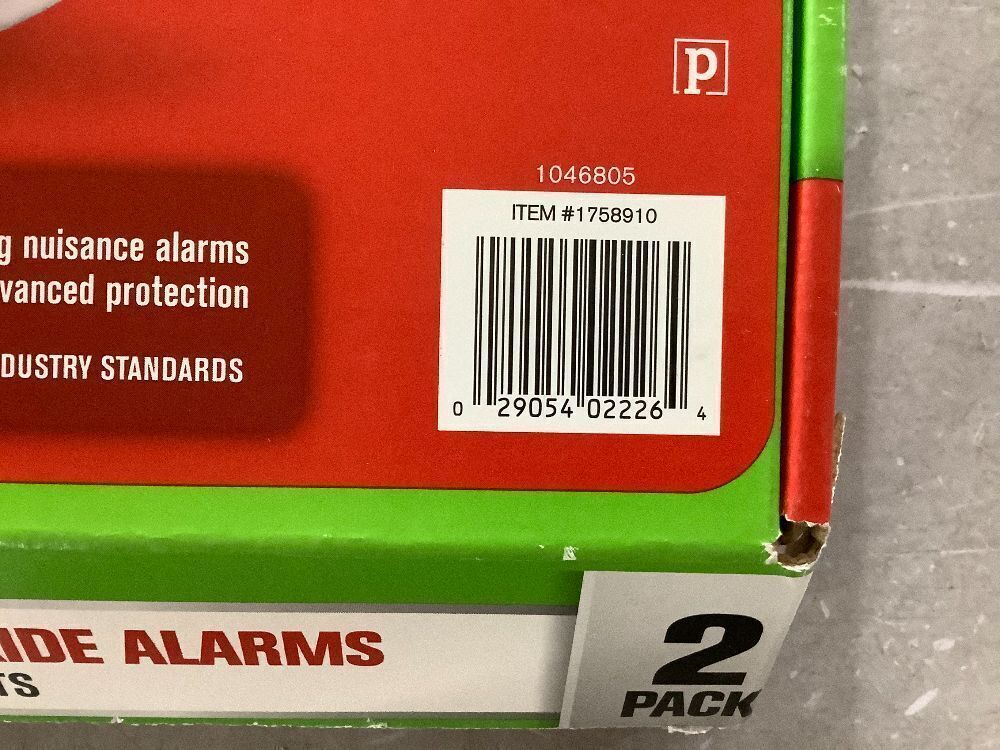 p
1046805
ITEM #1758910
g nuisance alarms
vanced protection
DUSTRY STANDARDS
0 29054 02226 4
IDE ALARMS
TS
2
PACK